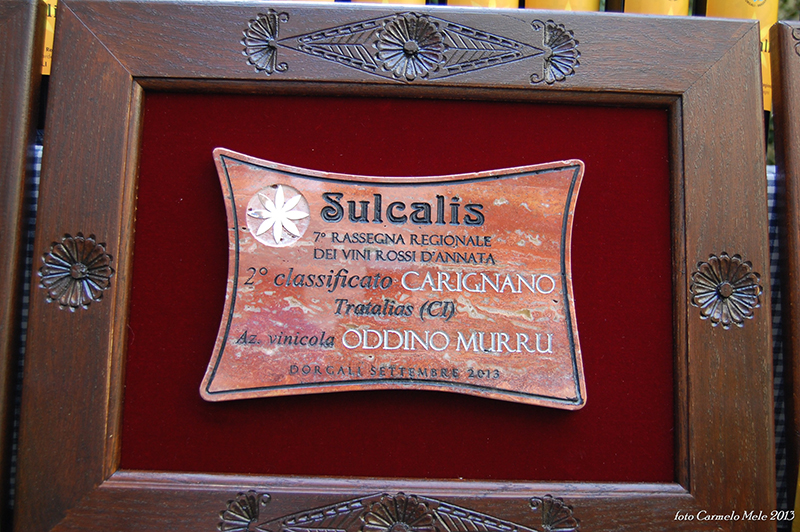 Sulcalis
7° RASSEGNA REGIONALE
DEI VINI ROSSI D'ANNATA
2° classificato CARIGNANO
Tratalias (CI)
Az. vinicola ODDINO MURRU
DORGALI SETTEMBRE 2013
foto Carmelo Mele 2013